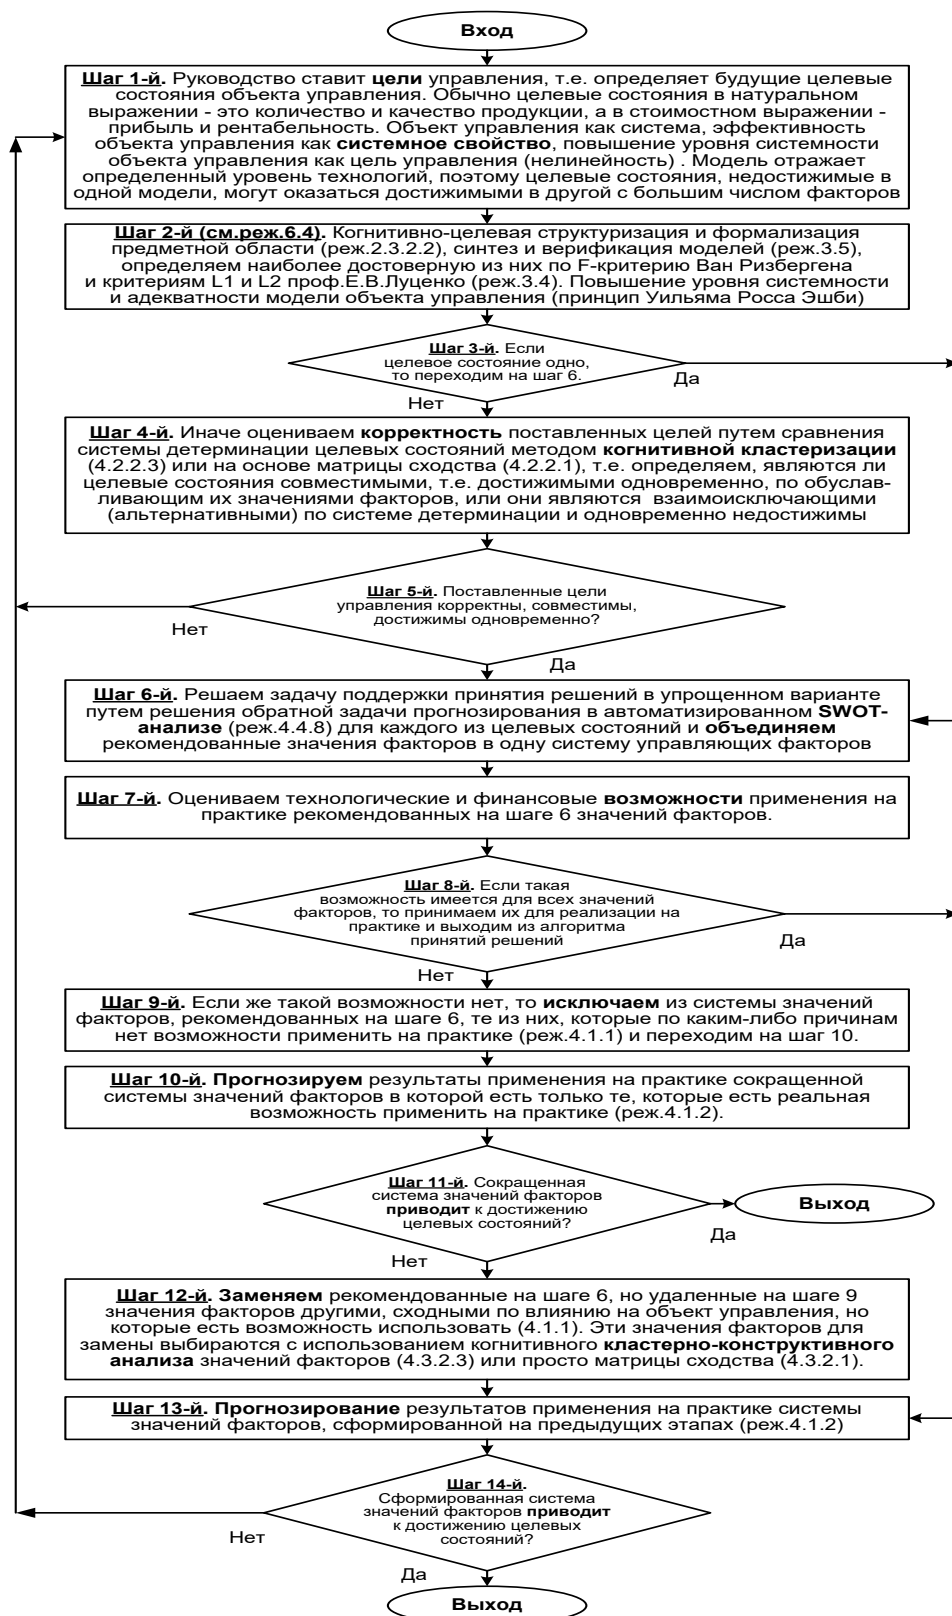 Вход
Шаг 1-й. Руководство ставит цели управления, т.е. определяет будущие целевые
состояния объекта управления. Обычно целевые состояния в натуральном
выражении - это количество и качество продукции, а в стоимостном выражении -
прибыль и рентабельность. Объект управления как система, эффективность
объекта управления как системное свойство, повышение уровня системности
объекта управления как цель управления (нелинейность) . Модель отражает
определенный уровень технологий, поэтому целевые состояния, недостижимые в
одной модели, могут оказаться достижимыми в другой с большим числом факторов
Шаг 2-й (см.реж.6.4). Когнитивно-целевая структуризация и формализация
предметной области (реж.2.3.2.2), синтез и верификация моделей (реж.3.5),
определяем наиболее достоверную из них по F-критерию Ван Ризбергена
и критериям L1 и L2 проф.Е.В.Луценко (реж.3.4). Повышение уровня системности
и адекватности модели объекта управления (принцип Уильяма Росса Эшби)
Шаг 3-й. Если
целевое состояние одно,
то переходим на шаг 6.
Да
Нет
Шаг 4-й. Иначе оцениваем корректность поставленных целей путем сравнения
системы детерминации целевых состояний методом когнитивной кластеризации
(4.2.2.3) или на основе матрицы сходства (4.2.2.1), т.е. определяем, являются ли
целевые состояния совместимыми, т.е. достижимыми одновременно, по обуслав-
ливающим их значениями факторов, или они являются взаимоисключающими
(альтернативными) по системе детерминации и одновременно недостижимы
Шаг 5-й. Поставленные цели
управления корректны, совместимы,
достижимы одновременно?
Нет
Да
Шаг 6-й. Решаем задачу поддержки принятия решений в упрощенном варианте
путем решения обратной задачи прогнозирования в автоматизированном SWOT-
анализе (реж.4.4.8) для каждого из целевых состояний и объединяем
рекомендованные значения факторов в одну систему управляющих факторов
Шаг 7-й. Оцениваем технологические и финансовые возможности применения на
практике рекомендованных на шаге 6 значений факторов.
Шаг 8-й. Если такая
возможность имеется для всех значений
факторов, то принимаем их для реализации на
практике и выходим из алгоритма
принятий решений
Да
Нет
Шаг 9-й. Если же такой возможности нет, то исключаем из системы значений
факторов, рекомендованных на шаге 6, те из них, которые по каким-либо причинам
нет возможности применить на практике (реж.4.1.1) и переходим на шаг 10.
Шаг 10-й. Прогнозируем результаты применения на практике сокращенной
системы значений факторов в которой есть только те, которые есть реальная
возможность применить на практике (реж.4.1.2).
Шаг 11-й. Сокращенная
система значений факторов
приводит к достижению
целевых состояний?
Выход
Да
Нет
Шаг 12-й. Заменяем рекомендованные на шаге 6, но удаленные на шаге 9
значения факторов другими, сходными по влиянию на объект управления, но
которые есть возможность использовать (4.1.1). Эти значения факторов для
замены выбираются с использованием когнитивного кластерно-конструктивного
анализа значений факторов (4.3.2.3) или просто матрицы сходства (4.3.2.1).
Шаг 13-й. Прогнозирование результатов применения на практике системы
значений факторов, сформированной на предыдущих этапах (реж.4.1.2)
Шаг 14-й.
Сформированная система
значений факторов приводит
к достижению целевых
состояний?
Нет
Да
Выход